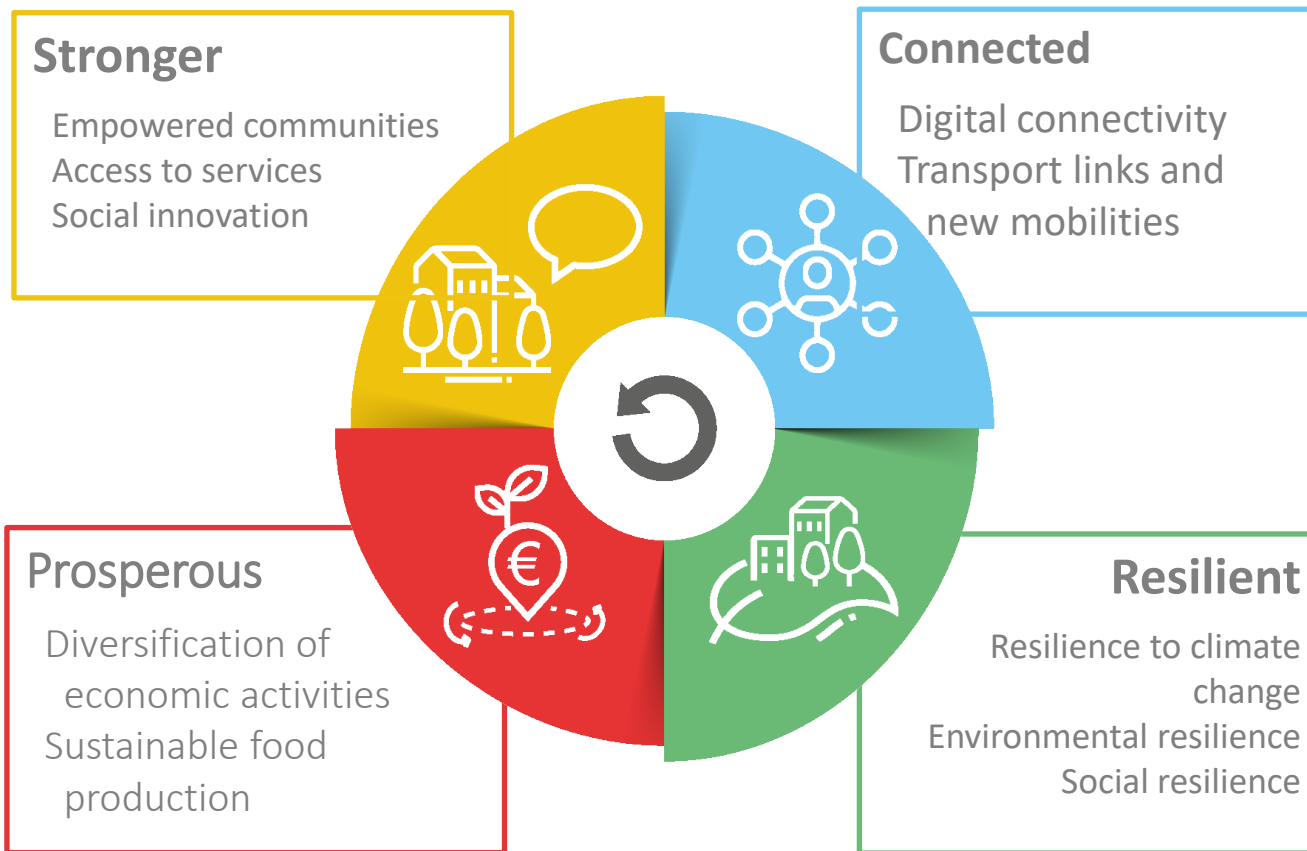 Stronger
Empowered communities
Access to services
Social innovation
Connected
Digital connectivity
Transport links and
new mobilities
Prosperous
Diversification of
economic activities
Sustainable food
production
€
Resilient
Resilience to climate
change
Environmental resilience
Social resilience